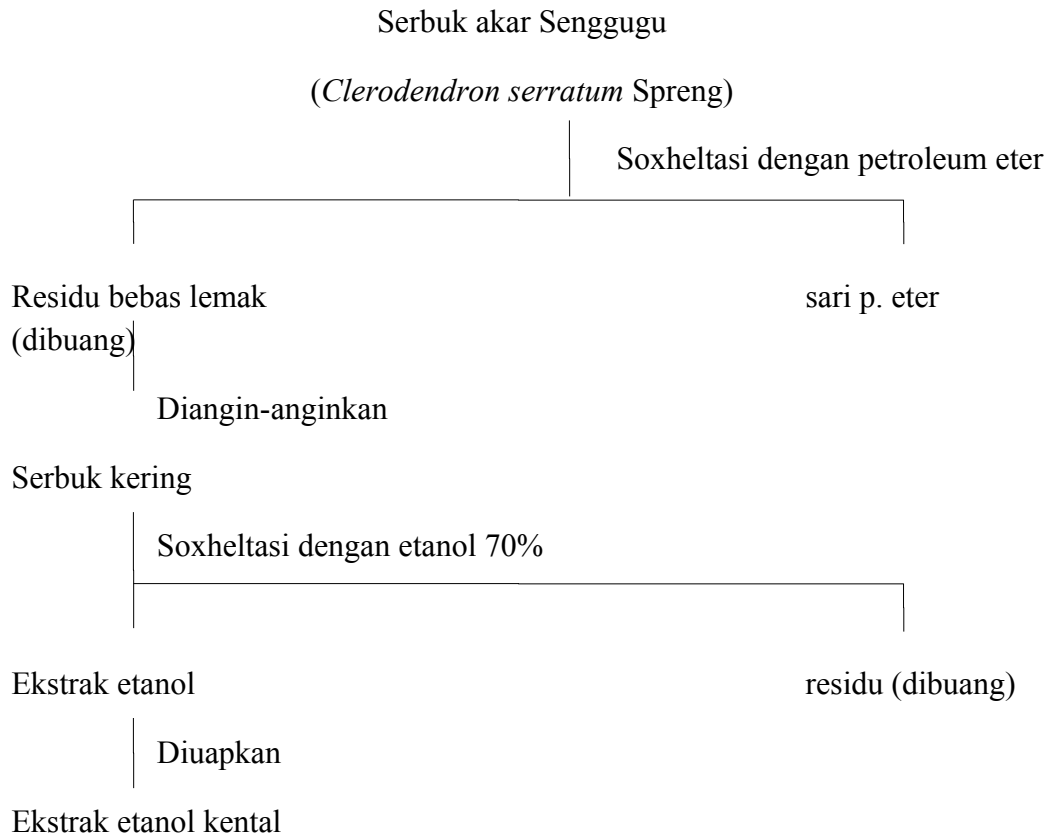 Serbuk akar Senggugu
(Clerodendron serratum Spreng)
Soxheltasi dengan petroleum eter
Residu bebas lemak
(dibuang)
sari p. eter
Diangin-anginkan
Serbuk kering
Soxheltasi dengan etanol 70%
Ekstrak etanol
residu (dibuang)
Diuapkan
Ekstrak etanol kental